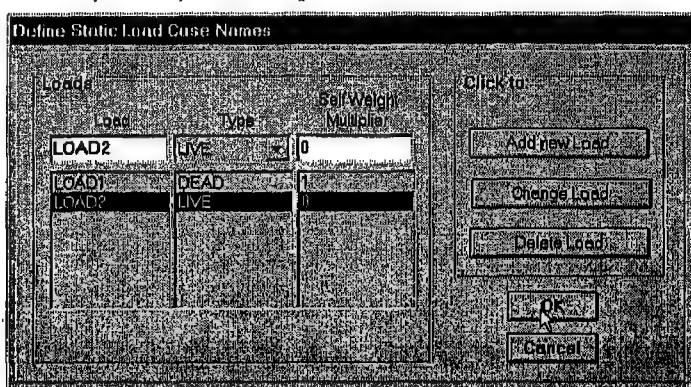 Define Static Load Case Names
Loads
Click to:
Load Type Self Weight Multiplier
LOAD2 LIVE 0
LOAD1 DEAD 1
LOAD2 LIVE 0
Add new Load
Change Load
Delete Load
OK
Cancel